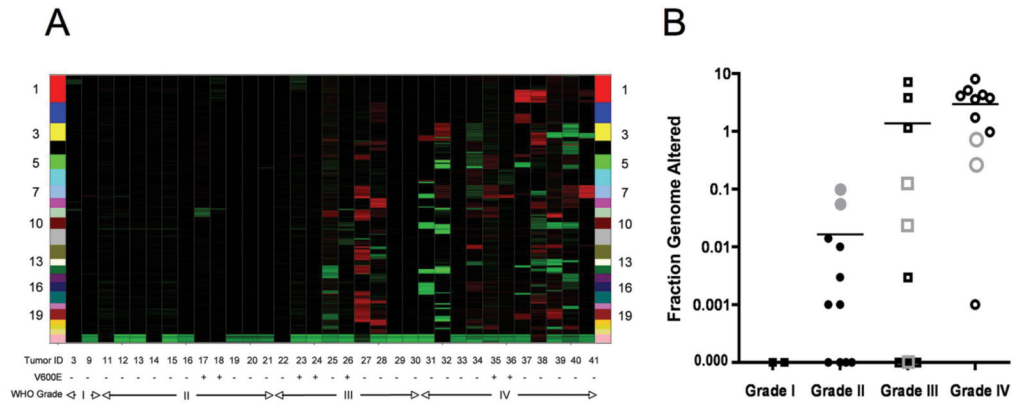 A
B
1 1
3 3
5 5
7 7
10 10
13 13
16 16
19 19
Tumor ID 3 9 11 12 13 14 15 16 17 18 19 20 21 22 23 24 25 26 27 28 29 30 31 32 33 34 35 36 37 38 39 40 41
V600E - - - - - - - - + + - - - - + + - + - - - - - - - - + + - - - - -
WHO Grade I II III IV
Fraction Genome Altered
10
1
0.1
0.01
0.001
0.000
Grade I Grade II Grade III Grade IV